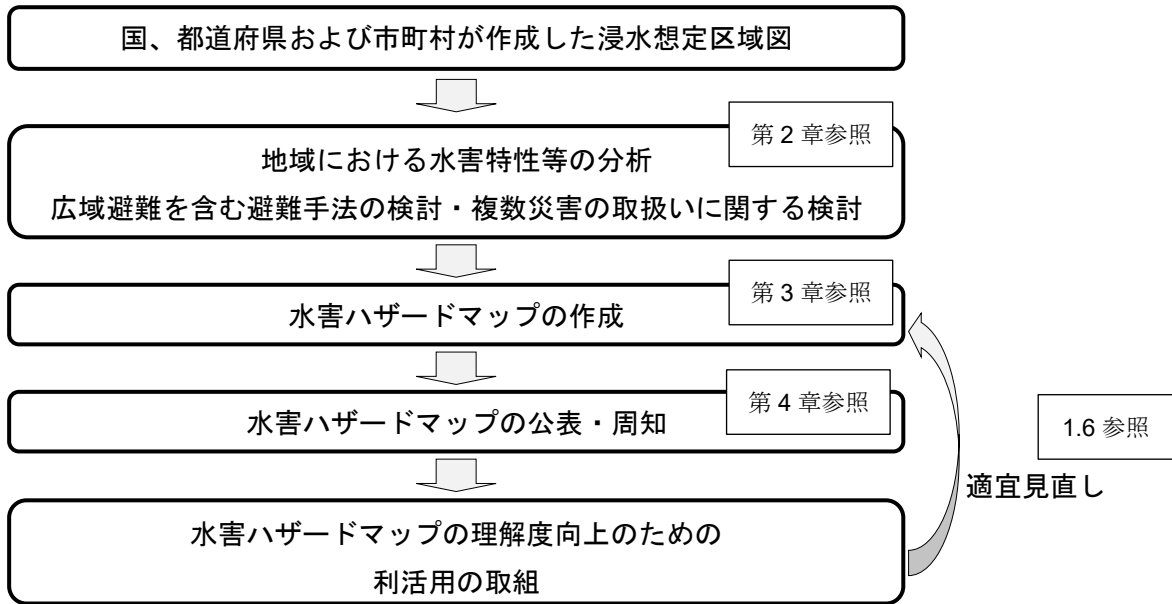 国、都道府県および市町村が作成した浸水想定区域図
第 2 章参照
地域における水害特性等の分析
広域避難を含む避難手法の検討・複数災害の取扱いに関する検討
第 3 章参照
水害ハザードマップの作成
第 4 章参照
水害ハザードマップの公表・周知
1.6 参照
適宜見直し
水害ハザードマップの理解度向上のための
利活用の取組